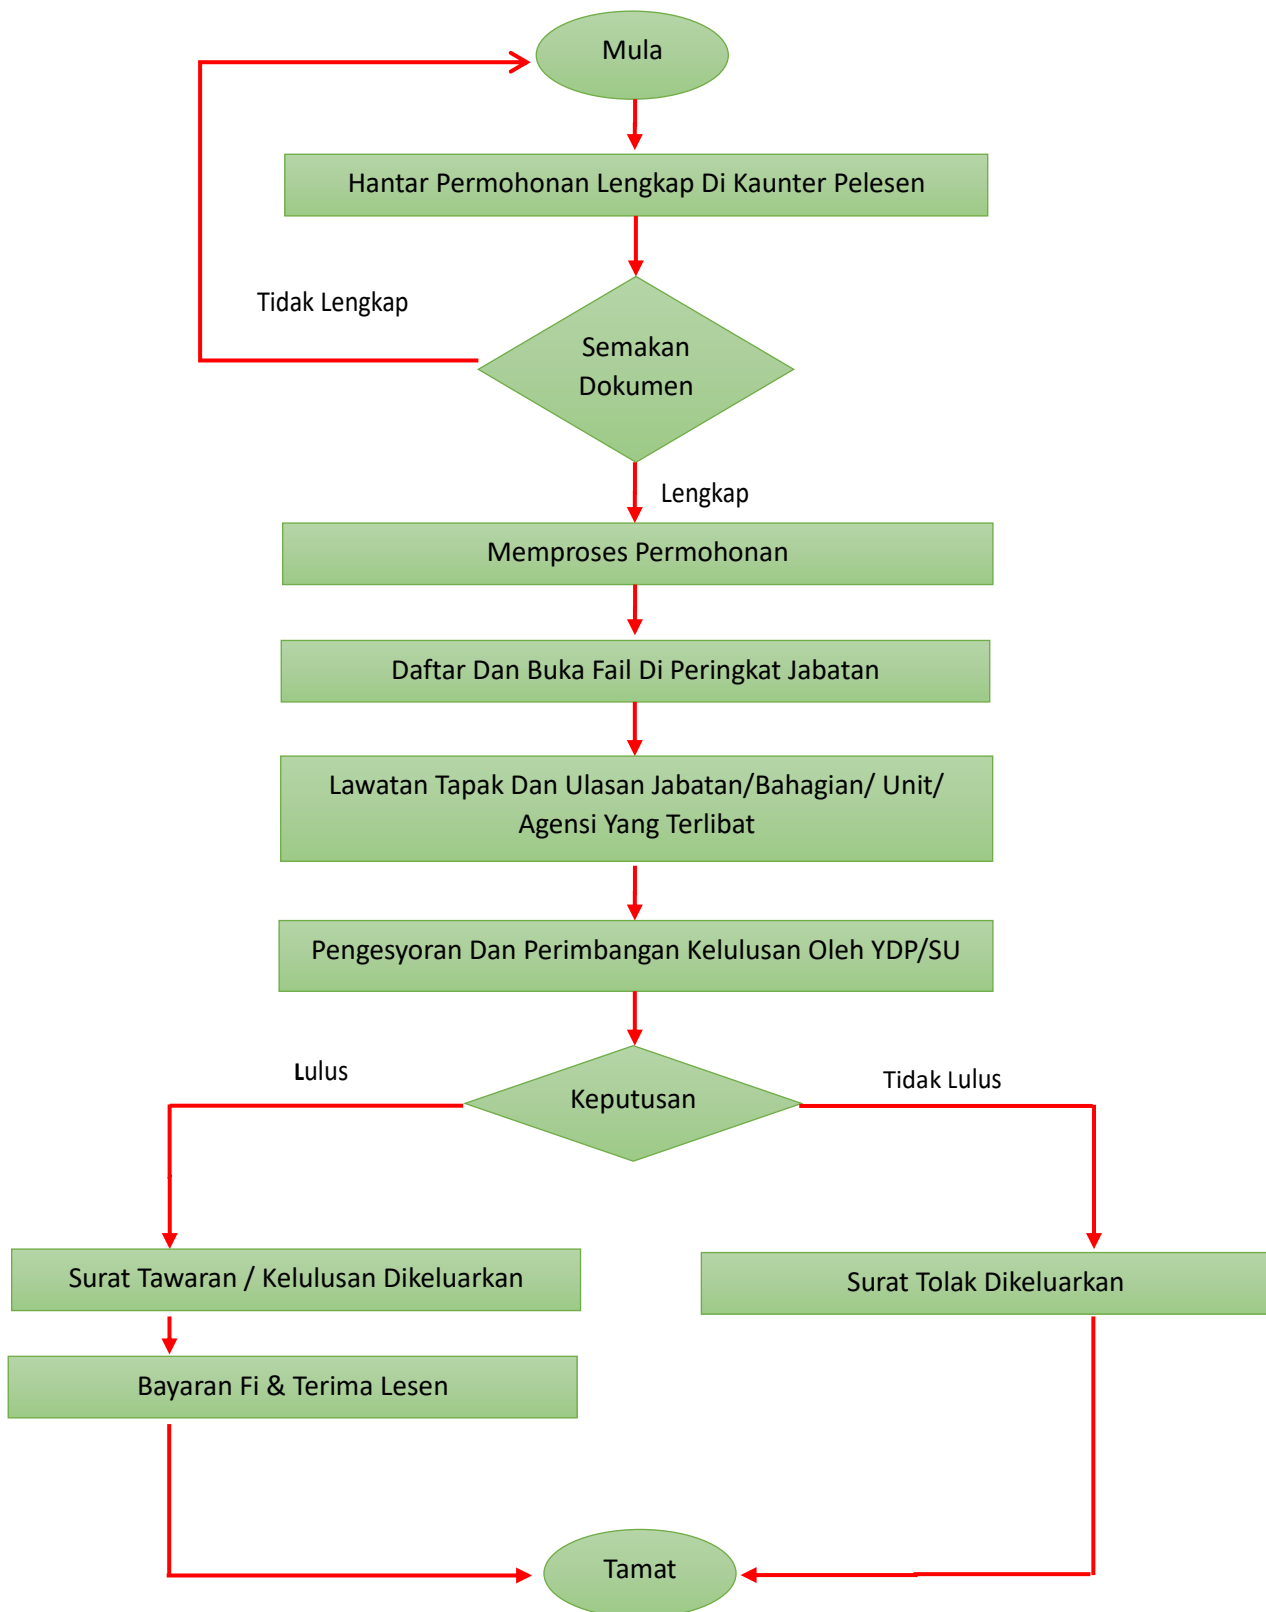 Mula
Hantar Permohonan Lengkap Di Kaunter Pelesen
Tidak Lengkap
Semakan
Dokumen
Lengkap
Memproses Permohonan
Daftar Dan Buka Fail Di Peringkat Jabatan
Lawatan Tapak Dan Ulasan Jabatan/Bahagian/ Unit/
Agensi Yang Terlibat
Pengesyoran Dan Perimbangan Kelulusan Oleh YDP/SU
Lulus
Keputusan
Tidak Lulus
Surat Tawaran / Kelulusan Dikeluarkan
Surat Tolak Dikeluarkan
Bayaran Fi & Terima Lesen
Tamat